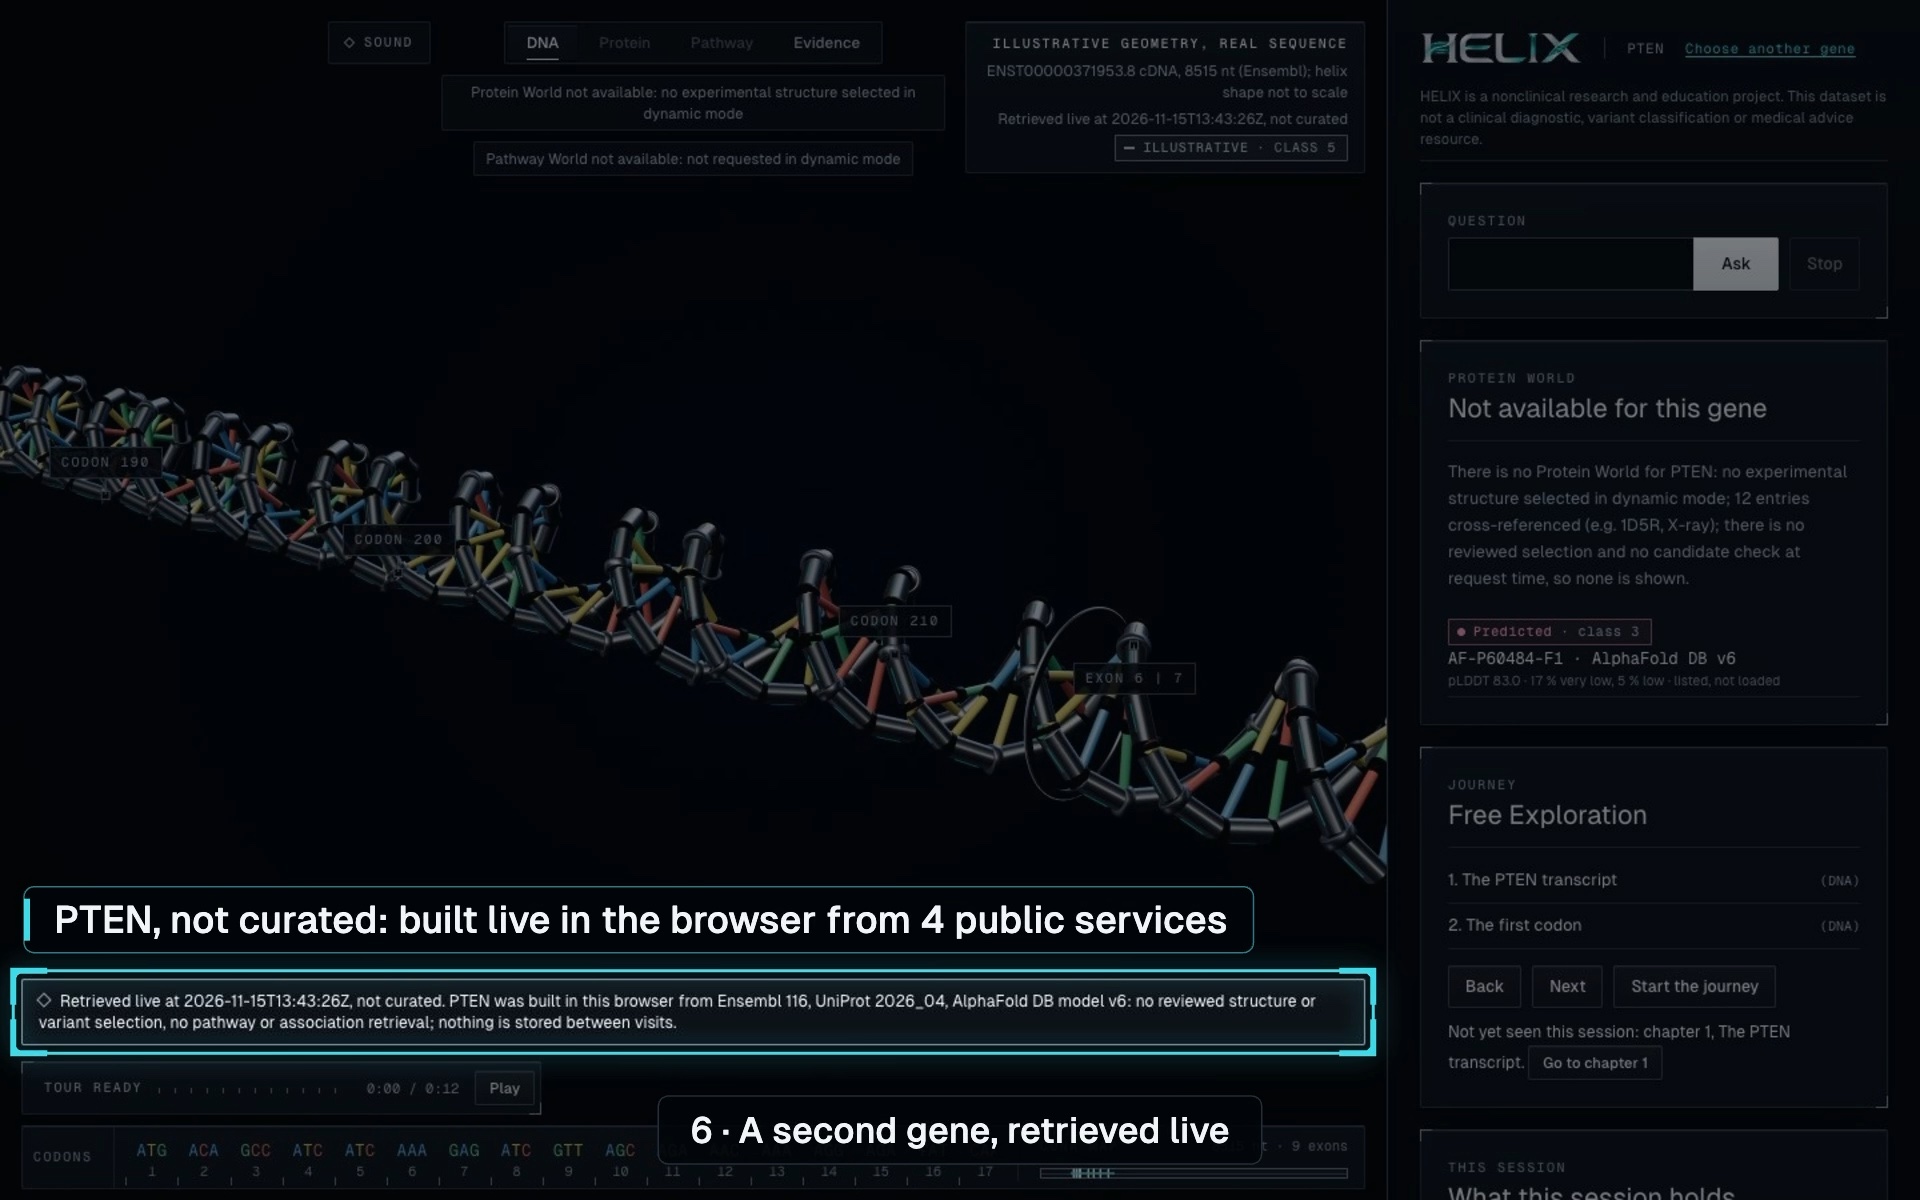 SOUND
DNA Protein Pathway Evidence
Protein World not available: no experimental structure selected in
dynamic mode
Pathway World not available: not requested in dynamic mode
ILLUSTRATIVE GEOMETRY, REAL SEQUENCE
ENST00000371953.8 cDNA, 8515 nt (Ensembl); helix
shape not to scale
Retrieved live at 2026-11-15T13:43:26Z, not curated
ILLUSTRATIVE · CLASS 5
HELIX PTEN Choose another gene
HELIX is a nonclinical research and education project. This dataset is
not a clinical diagnostic, variant classification or medical advice
resource.
QUESTION
Ask Stop
PROTEIN WORLD
Not available for this gene
There is no Protein World for PTEN: no experimental
structure selected in dynamic mode; 12 entries
cross-referenced (e.g. 1D5R, X-ray); there is no
reviewed selection and no candidate check at
request time, so none is shown.
Predicted · class 3
AF-P60484-F1 · AlphaFold DB v6
pLDDT 83.0 · 17 % very low, 5 % low · listed, not loaded
JOURNEY
Free Exploration
1. The PTEN transcript (DNA)
2. The first codon (DNA)
Back Next Start the journey
Not yet seen this session: chapter 1, The PTEN
transcript. Go to chapter 1
THIS SESSION
What this session holds
CODON 190
CODON 200
CODON 210
EXON 6 | 7
PTEN, not curated: built live in the browser from 4 public services
Retrieved live at 2026-11-15T13:43:26Z, not curated. PTEN was built in this browser from Ensembl 116, UniProt 2026_04, AlphaFold DB model v6: no reviewed structure or
variant selection, no pathway or association retrieval; nothing is stored between visits.
TOUR READY 0:00 / 0:12 Play
6 · A second gene, retrieved live
CODONS ATG ACA GCC ATC ATC AAA GAG ATC GTT AGC
1 2 3 4 5 6 7 8 9 10 11 12 13 14 15 16 17
· 9 exons